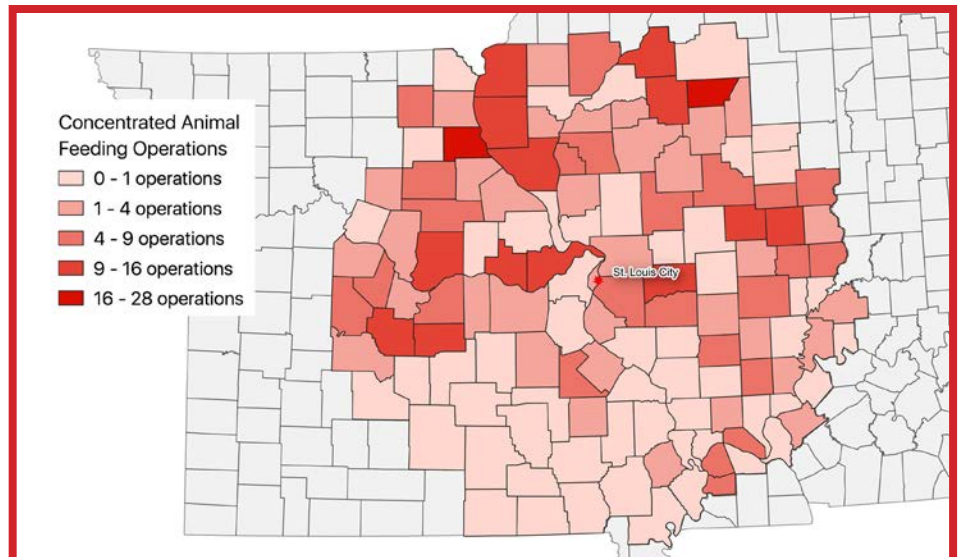 Concentrated Animal
Feeding Operations
0 - 1 operations
1 - 4 operations
4 - 9 operations
9 - 16 operations
16 - 28 operations
St. Louis City